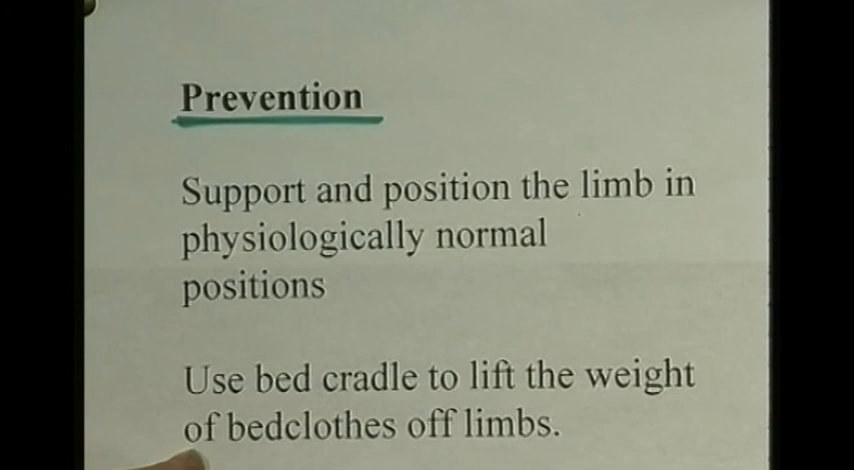 Prevention
Support and position the limb in
physiologically normal
positions
Use bed cradle to lift the weight
of bedclothes off limbs.